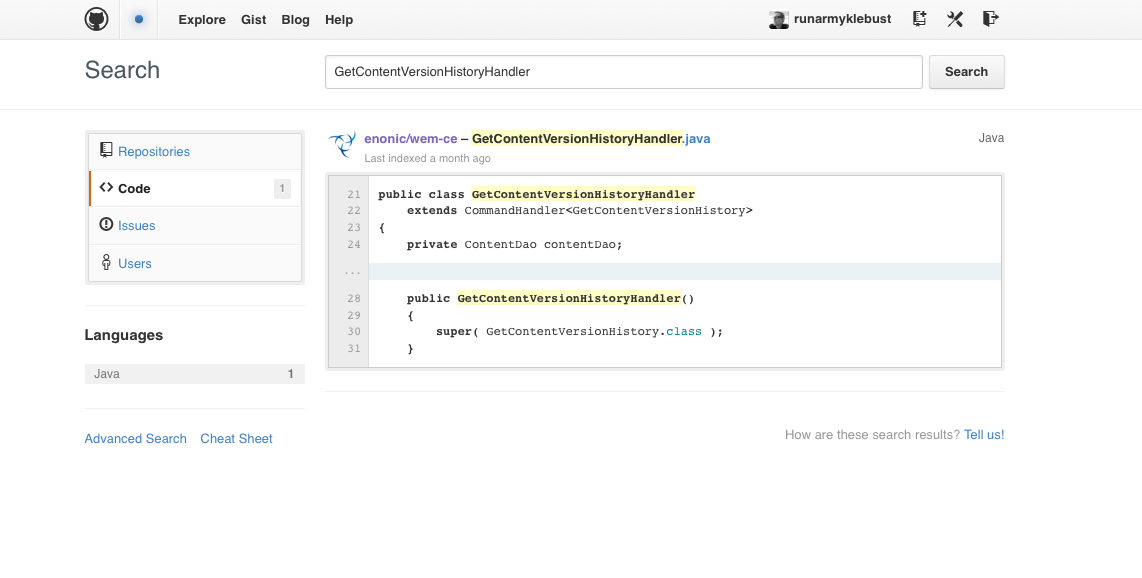 Explore Gist Blog Help runarmyklebust
Search
GetContentVersionHistoryHandler
Search
Repositories
Code 1
Issues
Users
Languages
Java 1
Advanced Search Cheat Sheet
enonic/wem-ce – GetContentVersionHistoryHandler.java Java
Last indexed a month ago
21 public class GetContentVersionHistoryHandler
22     extends CommandHandler<GetContentVersionHistory>
23 {
24     private ContentDao contentDao;
...
28     public GetContentVersionHistoryHandler()
29     {
30         super( GetContentVersionHistory.class );
31     }
How are these search results? Tell us!